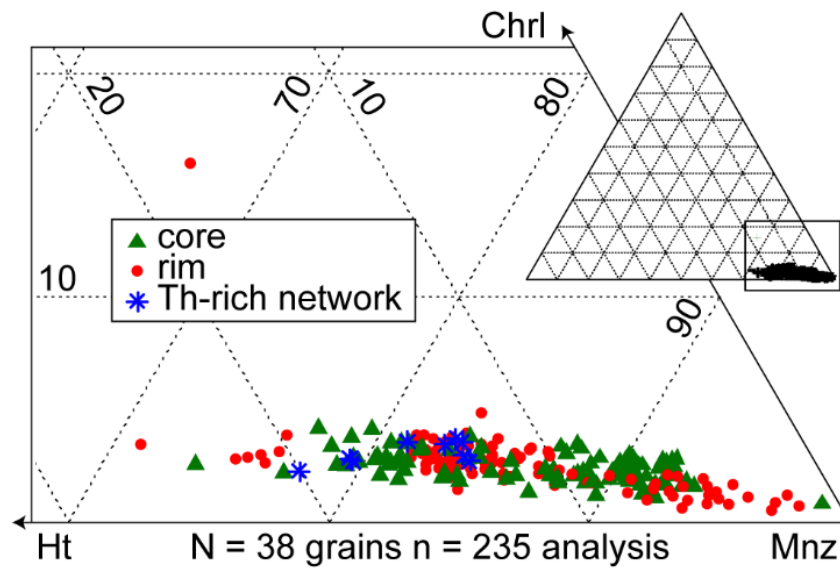 Chrl
20
70
10
80
core
rim
Th-rich network
10
90
Ht
N = 38 grains n = 235 analysis
Mnz